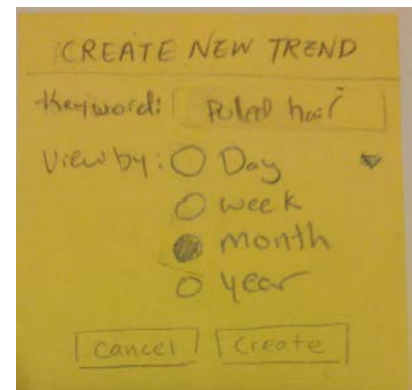 CREATE NEW TREND
Keyword: Pulled hair
View by: Day
week
month
year
Cancel Create